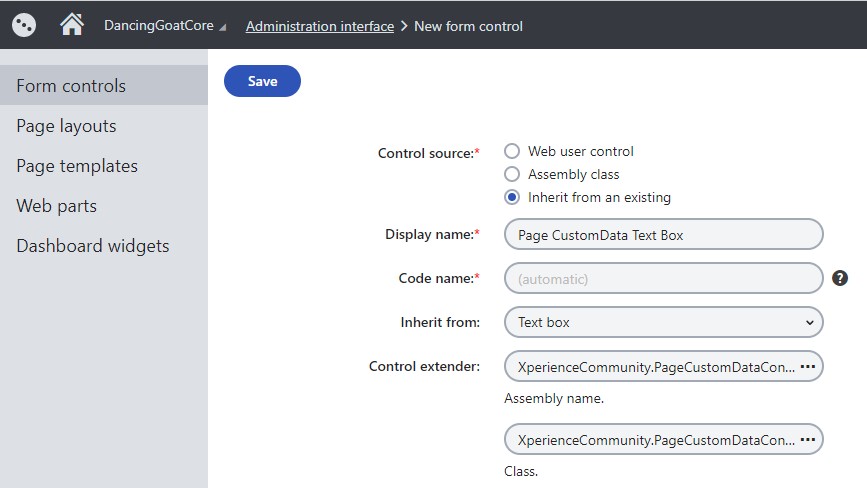 DancingGoatCore Administration interface > New form control
Form controls
Page layouts
Page templates
Web parts
Dashboard widgets
Save
Control source:*
Web user control
Assembly class
Inherit from an existing
Display name:* Page CustomData Text Box
Code name:* (automatic) ?
Inherit from: Text box
Control extender: XperienceCommunity.PageCustomDataCon... •••
Assembly name.
XperienceCommunity.PageCustomDataCon... •••
Class.